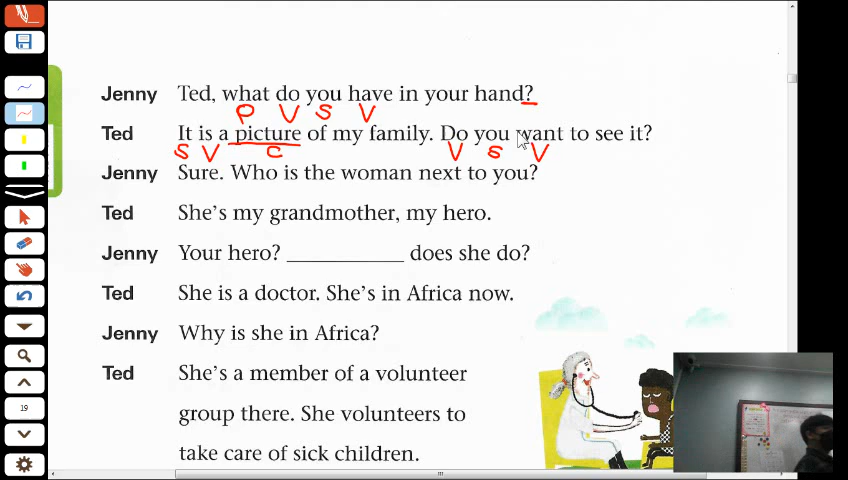 Jenny Ted, what do you have in your hand?
P V S V
Ted It is a picture of my family. Do you want to see it?
S V C V S V
Jenny Sure. Who is the woman next to you?
Ted She's my grandmother, my hero.
Jenny Your hero? ____________ does she do?
Ted She is a doctor. She's in Africa now.
Jenny Why is she in Africa?
Ted She's a member of a volunteer
group there. She volunteers to
take care of sick children.
19